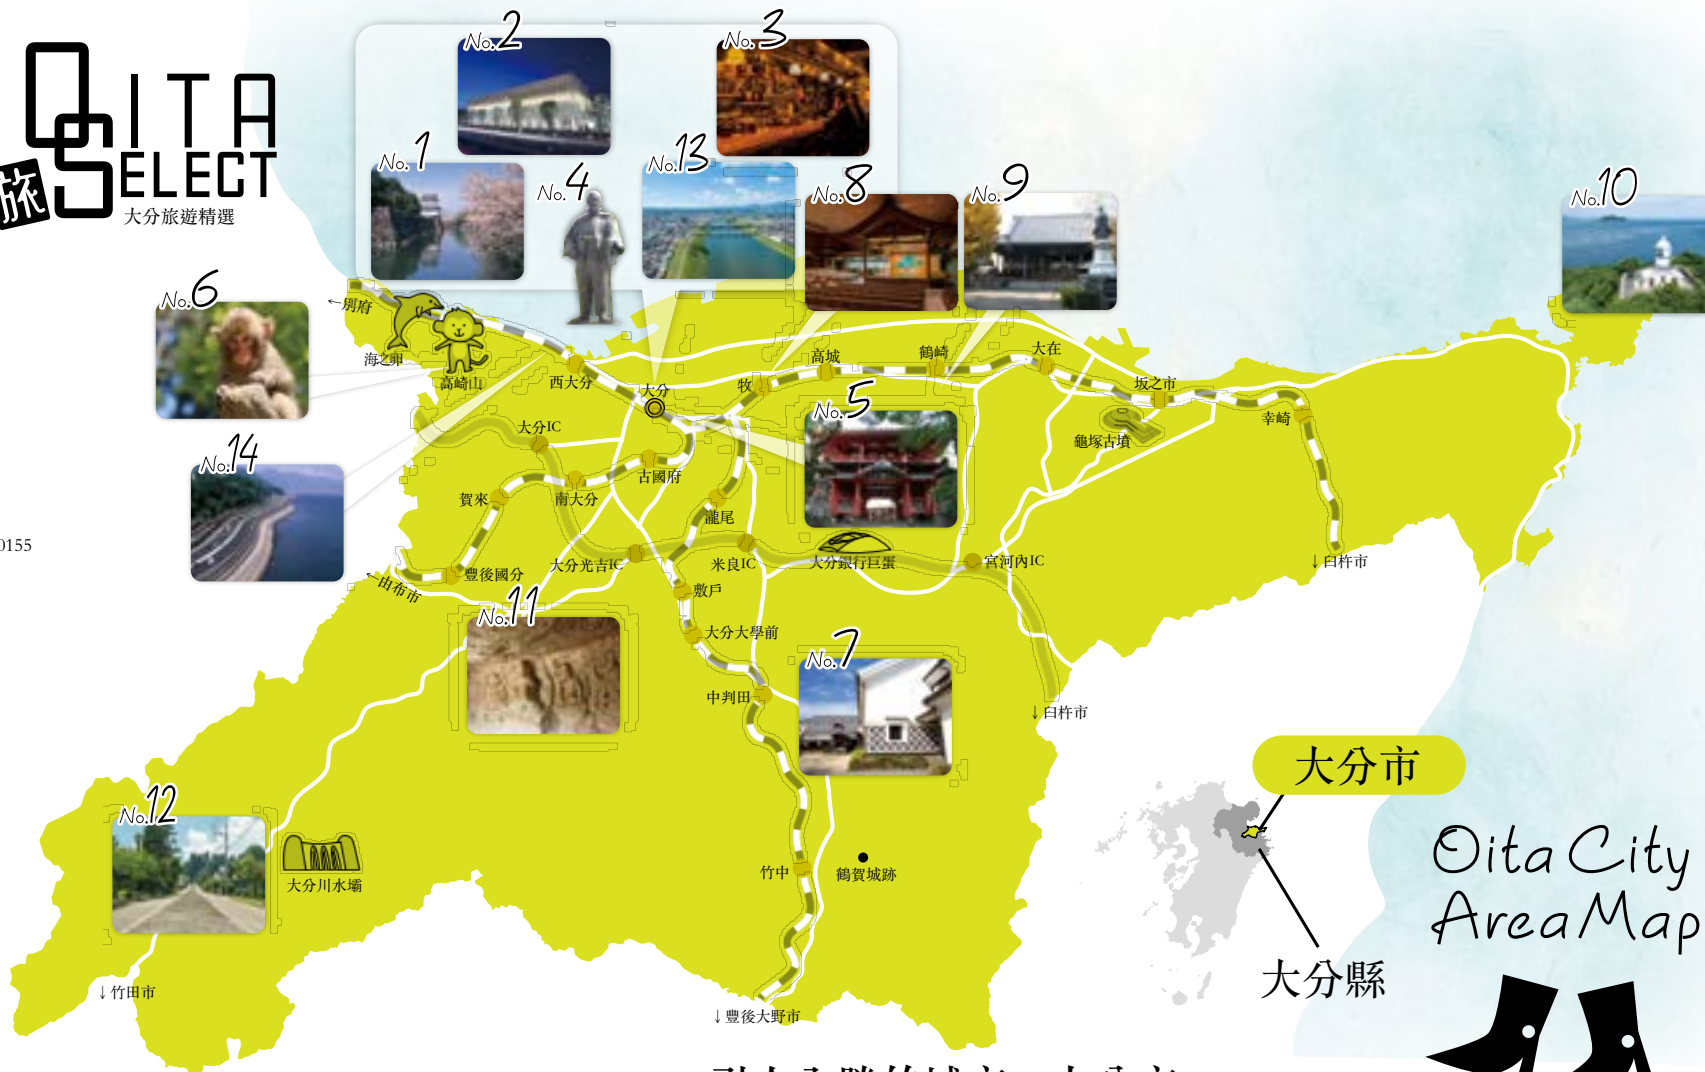 OITA
SELECT
旅
大分旅遊精選
No.1
No.2
No.3
No.4
No.13
No.8
No.9
No.10
No.6
No.14
No.5
No.11
No.7
No.12
←別府
海之卵
高崎山
西大分
大分
牧
高城
鶴崎
大在
坂之市
幸崎
龜塚古墳
大分IC
古國府
南大分
賀來
瀧尾
豐後國分
←由布市
大分光吉IC
米良IC
大分銀行巨蛋
宮河內IC
↓臼杵市
敷戶
大分大學前
中判田
↓臼杵市
竹中
鶴賀城跡
大分川水壩
↓竹田市
↓豐後大野市
0155
大分市
大分縣
Oita City
Area Map